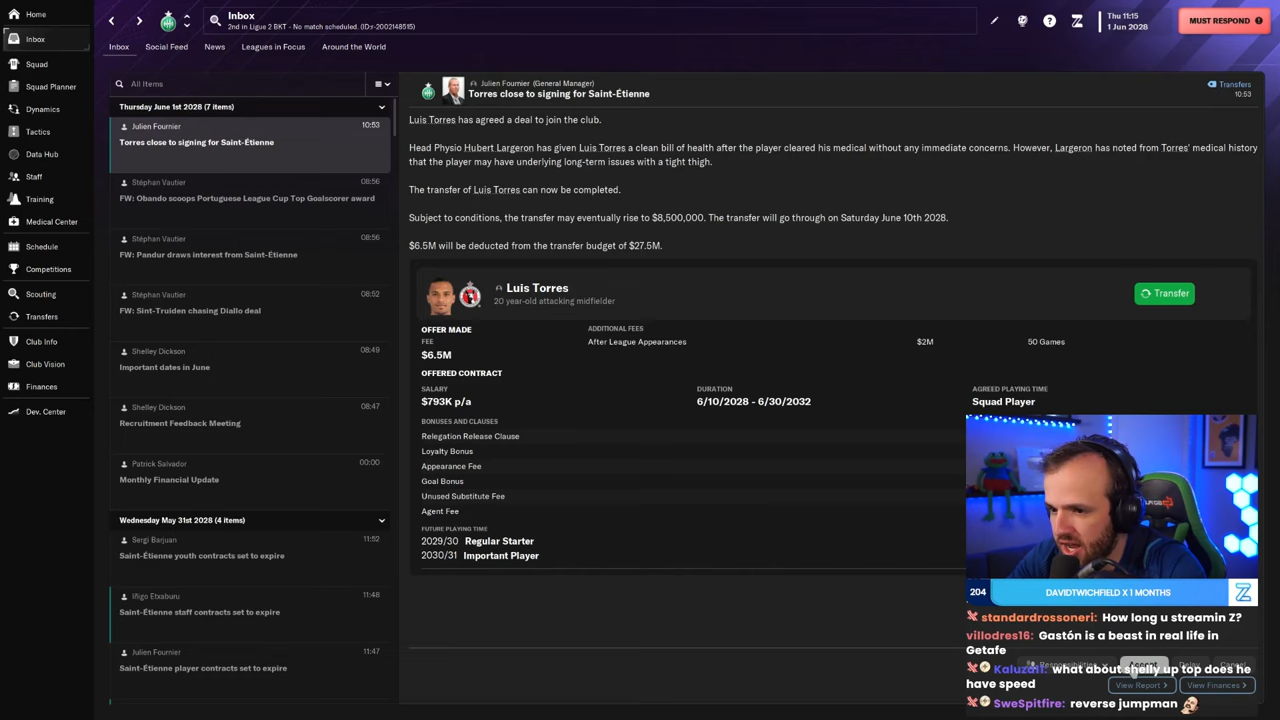 Home
Inbox
Squad
Squad Planner
Dynamics
Tactics
Data Hub
Staff
Training
Medical Center
Schedule
Competitions
Scouting
Transfers
Club Info
Club Vision
Finances
Dev. Center
Inbox
2nd in Ligue 2 BKT - No match scheduled. (ID:r-2002148515)
Thu 11:15
1 Jun 2028
MUST RESPOND
Inbox
Social Feed
News
Leagues in Focus
Around the World
All Items
Thursday June 1st 2028 (7 items)
Julien Fournier
10:53
Torres close to signing for Saint-Étienne
Stéphan Vautier
08:56
FW: Obando scoops Portuguese League Cup Top Goalscorer award
Stéphan Vautier
08:56
FW: Pandur draws interest from Saint-Étienne
Stéphan Vautier
08:52
FW: Sint-Truiden chasing Diallo deal
Shelley Dickson
08:49
Important dates in June
Shelley Dickson
08:47
Recruitment Feedback Meeting
Patrick Salvador
00:00
Monthly Financial Update
Wednesday May 31st 2028 (4 items)
Sergi Barjuan
11:52
Saint-Étienne youth contracts set to expire
Iñigo Etxaburu
11:48
Saint-Étienne staff contracts set to expire
Julien Fournier
11:47
Saint-Étienne player contracts set to expire
Julien Fournier (General Manager)
Torres close to signing for Saint-Étienne
Transfers
10:53
Luis Torres has agreed a deal to join the club.
Head Physio Hubert Largeron has given Luis Torres a clean bill of health after the player cleared his medical without any immediate concerns. However, Largeron has noted from Torres' medical history
that the player may have underlying long-term issues with a tight thigh.
The transfer of Luis Torres can now be completed.
Subject to conditions, the transfer may eventually rise to $8,500,000. The transfer will go through on Saturday June 10th 2028.
$6.5M will be deducted from the transfer budget of $27.5M.
Luis Torres
20 year-old attacking midfielder
Transfer
OFFER MADE
FEE
$6.5M
ADDITIONAL FEES
After League Appearances
$2M
50 Games
OFFERED CONTRACT
SALARY
$793K p/a
DURATION
6/10/2028 - 6/30/2032
AGREED PLAYING TIME
Squad Player
BONUSES AND CLAUSES
Relegation Release Clause
Loyalty Bonus
Appearance Fee
Goal Bonus
Unused Substitute Fee
Agent Fee
FUTURE PLAYING TIME
2029/30 Regular Starter
2030/31 Important Player
204
DAVIDTWICHFIELD X 1 MONTHS
standardrossoneri: How long u streamin Z?
villodres16: Gastón is a beast in real life in
Getafe
Responsibilities
Accept
Delay
Cancel
what about shelly up top does he
have speed
View Report
View Finances
SweSpitfire: reverse jumpman